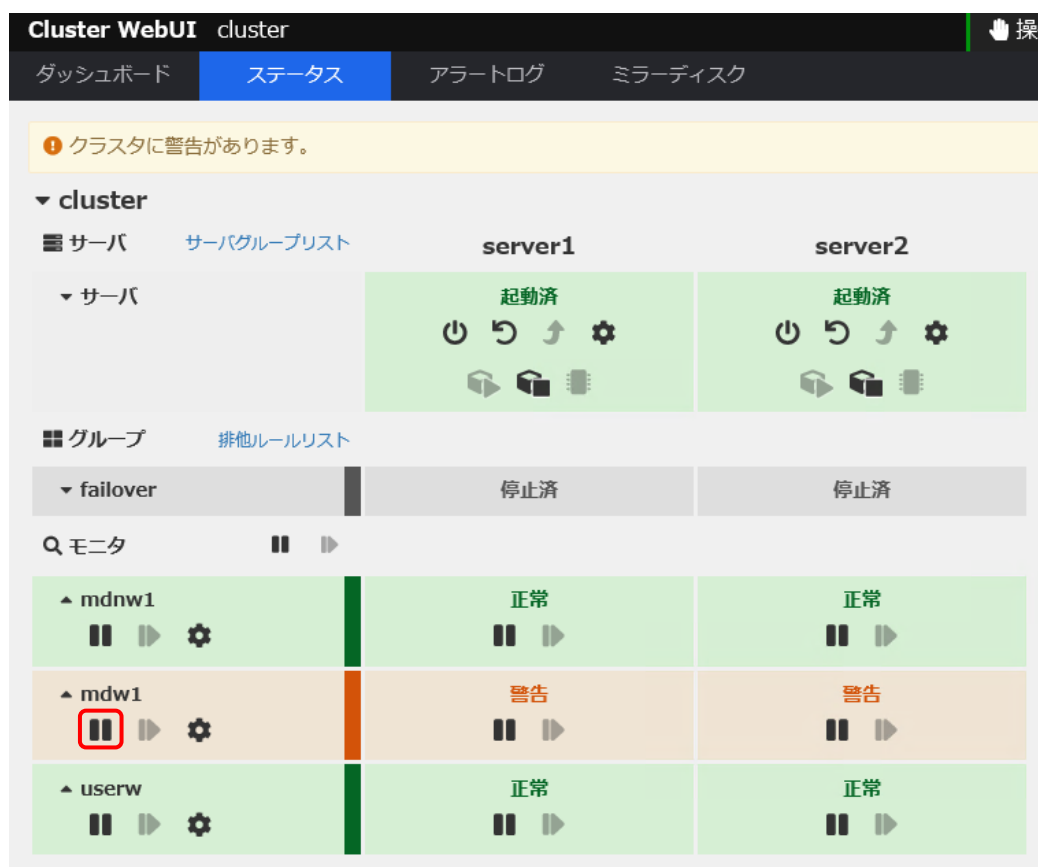 Cluster WebUI cluster 操
ダッシュボード ステータス アラートログ ミラーディスク
クラスタに警告があります。
cluster
サーバ サーバグループリスト server1 server2
サーバ 起動済 起動済
グループ 排他ルールリスト
failover 停止済 停止済
モニタ
mdnw1 正常 正常
mdw1 警告 警告
userw 正常 正常